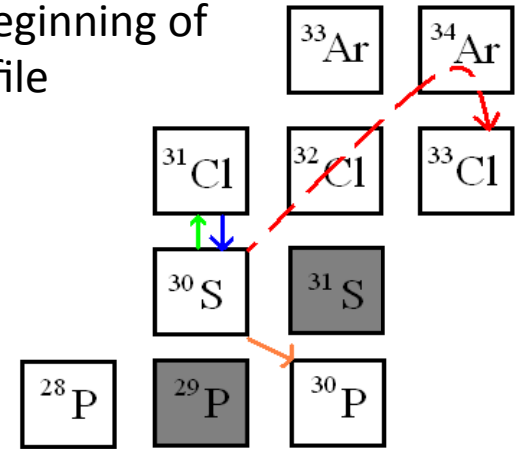 eginning of
file
³³Ar ³⁴Ar
³¹Cl ³²Cl ³³Cl
³⁰S ³¹S
²⁸P ²⁹P ³⁰P